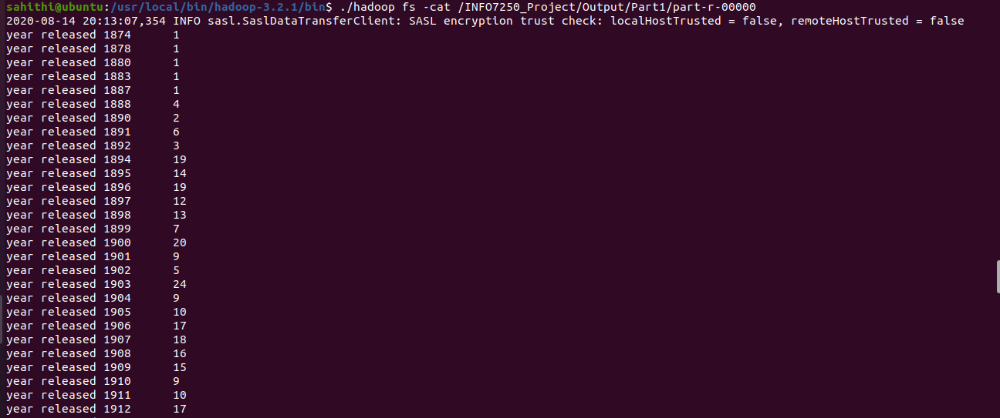 sahithi@ubuntu:/usr/local/bin/hadoop-3.2.1/bin$ ./hadoop fs -cat /INFO7250_Project/Output/Part1/part-r-00000
2020-08-14 20:13:07,354 INFO sasl.SaslDataTransferClient: SASL encryption trust check: localHostTrusted = false, remoteHostTrusted = false
year released 1874	1
year released 1878	1
year released 1880	1
year released 1883	1
year released 1887	1
year released 1888	4
year released 1890	2
year released 1891	6
year released 1892	3
year released 1894	19
year released 1895	14
year released 1896	19
year released 1897	12
year released 1898	13
year released 1899	7
year released 1900	20
year released 1901	9
year released 1902	5
year released 1903	24
year released 1904	9
year released 1905	10
year released 1906	17
year released 1907	18
year released 1908	16
year released 1909	15
year released 1910	9
year released 1911	10
year released 1912	17